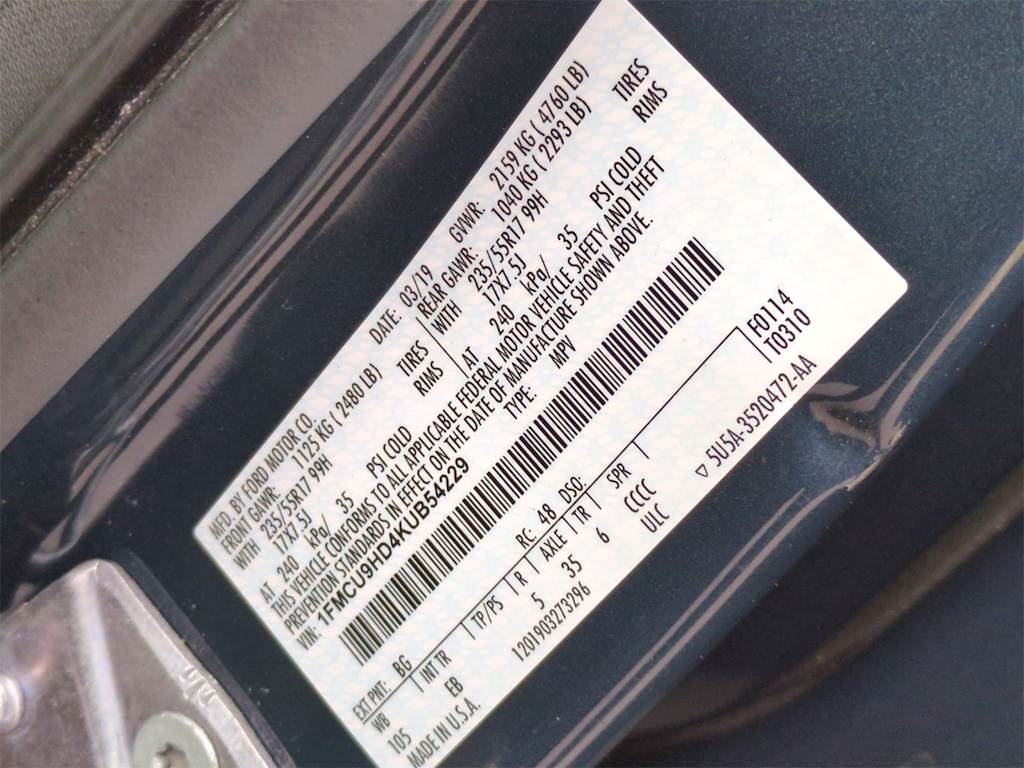 MFD. BY FORD MOTOR CO.
DATE: 03/19 GVWR: 2159 KG ( 4760 LB)
FRONT GAWR: 1125 KG ( 2480 LB) REAR GAWR: 1040 KG ( 2293 LB)
WITH 235/55R17 99H TIRES WITH 235/55R17 99H TIRES
17X7.5J RIMS 17X7.5J RIMS
AT 240 kPa/ 35 PSI COLD AT 240 kPa/ 35 PSI COLD
THIS VEHICLE CONFORMS TO ALL APPLICABLE FEDERAL MOTOR VEHICLE SAFETY AND THEFT
PREVENTION STANDARDS IN EFFECT ON THE DATE OF MANUFACTURE SHOWN ABOVE.
VIN: 1FMCU9HD4KUB54229 TYPE: MPV
EXT PNT: BG RC: 48 DSO: F0114
WB INT TR TP/PS R AXLE TR SPR T0310
105 EB 5 35 6 CCCC
MADE IN U.S.A. 1201903273296 ULC
▽ 5U5A-3520472-AA